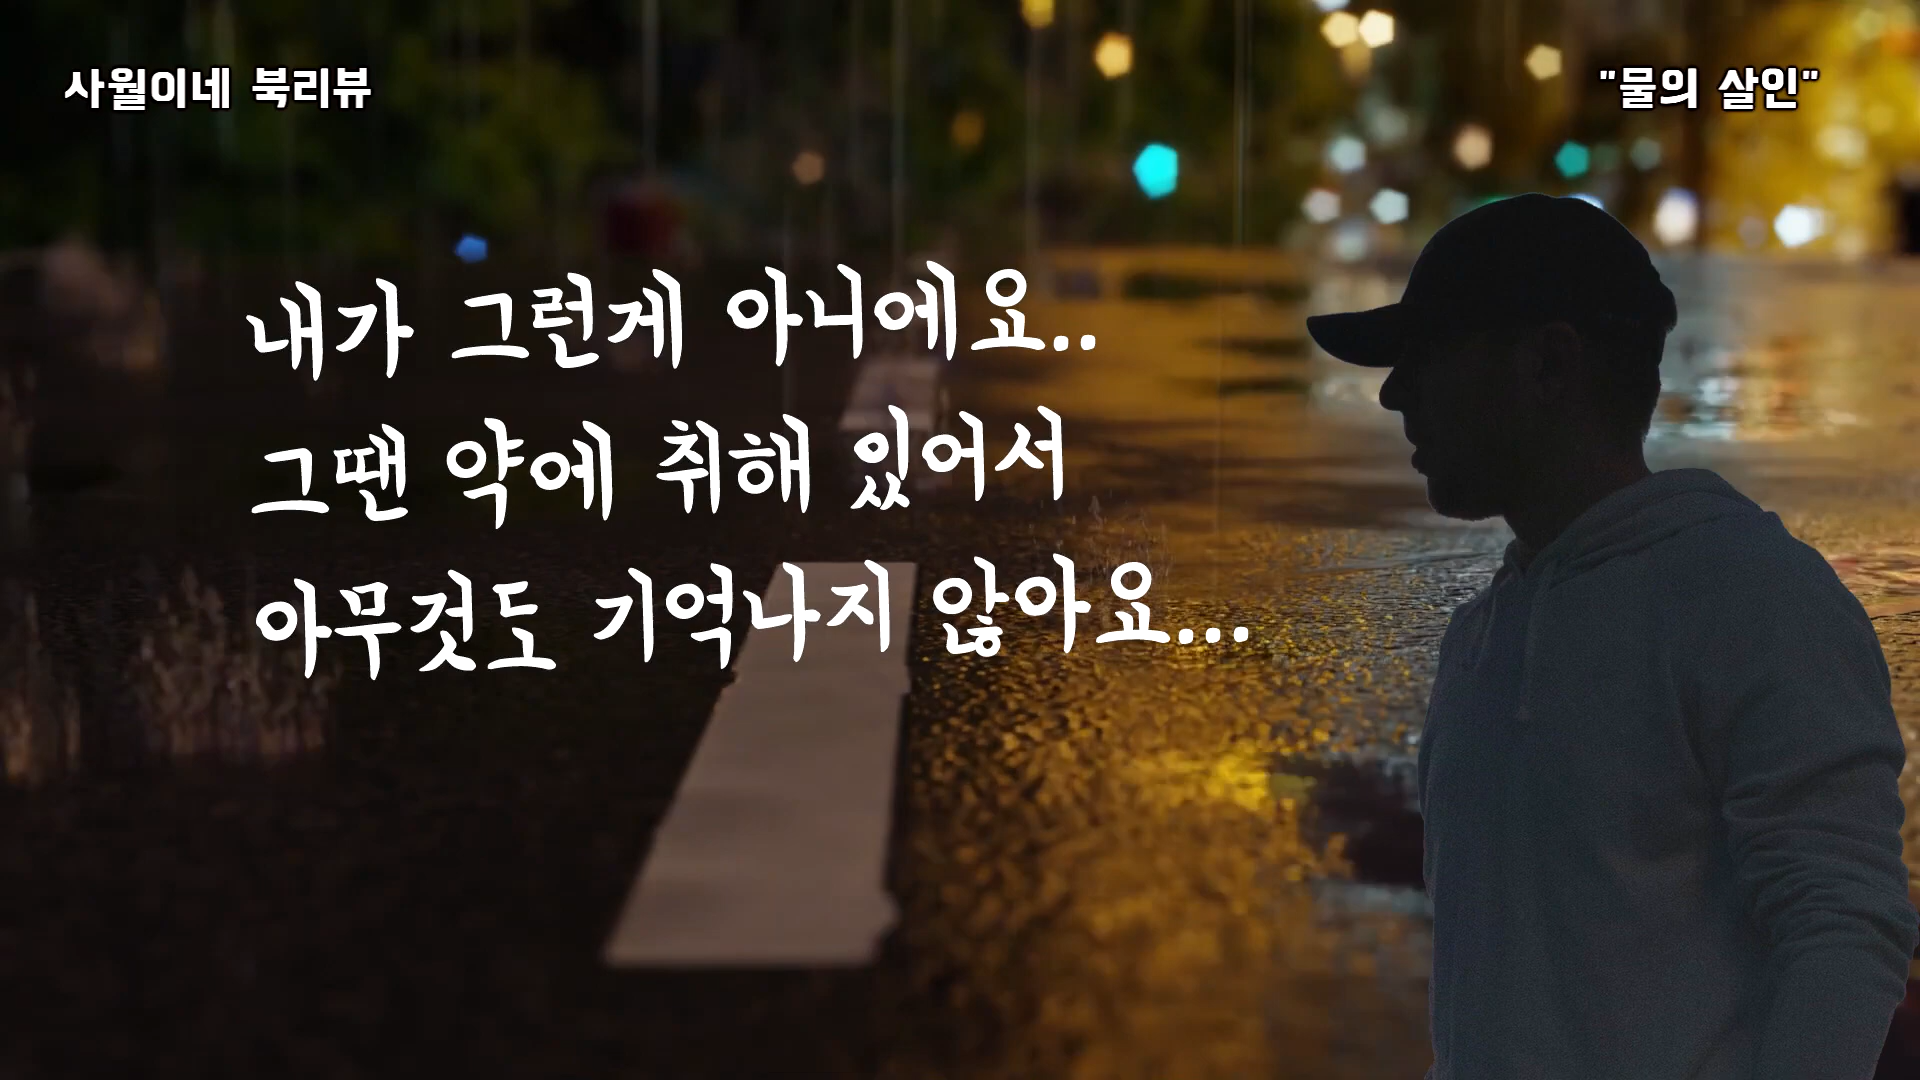 사월이네 북리뷰
"물의 살인"
내가 그런게 아니에요..
그땐 약에 취해 있어서
아무것도 기억나지 않아요...